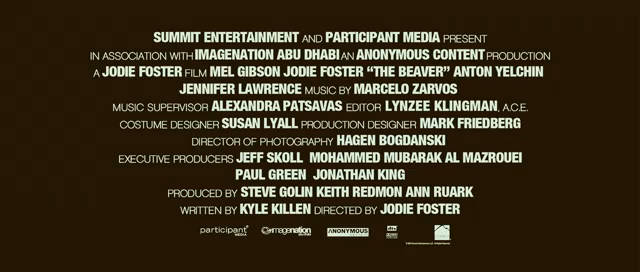 SUMMIT ENTERTAINMENT AND PARTICIPANT MEDIA PRESENT
IN ASSOCIATION WITH IMAGENATION ABU DHABI AN ANONYMOUS CONTENT PRODUCTION
A JODIE FOSTER FILM MEL GIBSON JODIE FOSTER “THE BEAVER” ANTON YELCHIN
JENNIFER LAWRENCE MUSIC BY MARCELO ZARVOS
MUSIC SUPERVISOR ALEXANDRA PATSAVAS EDITOR LYNZEE KLINGMAN, A.C.E.
COSTUME DESIGNER SUSAN LYALL PRODUCTION DESIGNER MARK FRIEDBERG
DIRECTOR OF PHOTOGRAPHY HAGEN BOGDANSKI
EXECUTIVE PRODUCERS JEFF SKOLL MOHAMMED MUBARAK AL MAZROUEI
PAUL GREEN JONATHAN KING
PRODUCED BY STEVE GOLIN KEITH REDMON ANN RUARK
WRITTEN BY KYLE KILLEN DIRECTED BY JODIE FOSTER
participant MEDIA imagenation ANONYMOUS dts